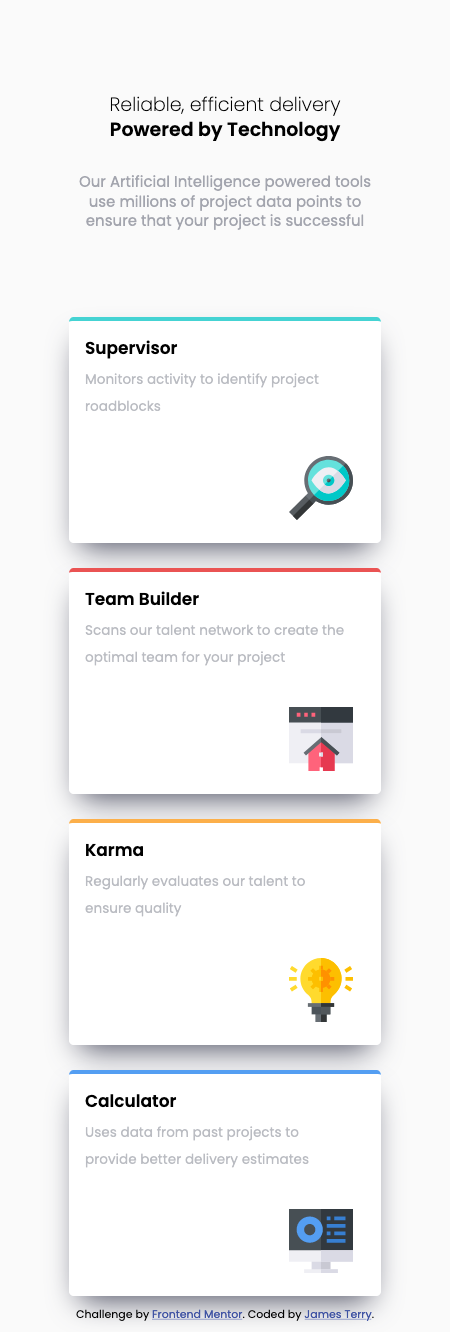 Reliable, efficient delivery
Powered by Technology
Our Artificial Intelligence powered tools
use millions of project data points to
ensure that your project is successful
Supervisor
Monitors activity to identify project
roadblocks
Team Builder
Scans our talent network to create the
optimal team for your project
Karma
Regularly evaluates our talent to
ensure quality
Calculator
Uses data from past projects to
provide better delivery estimates
Challenge by Frontend Mentor. Coded by James Terry.